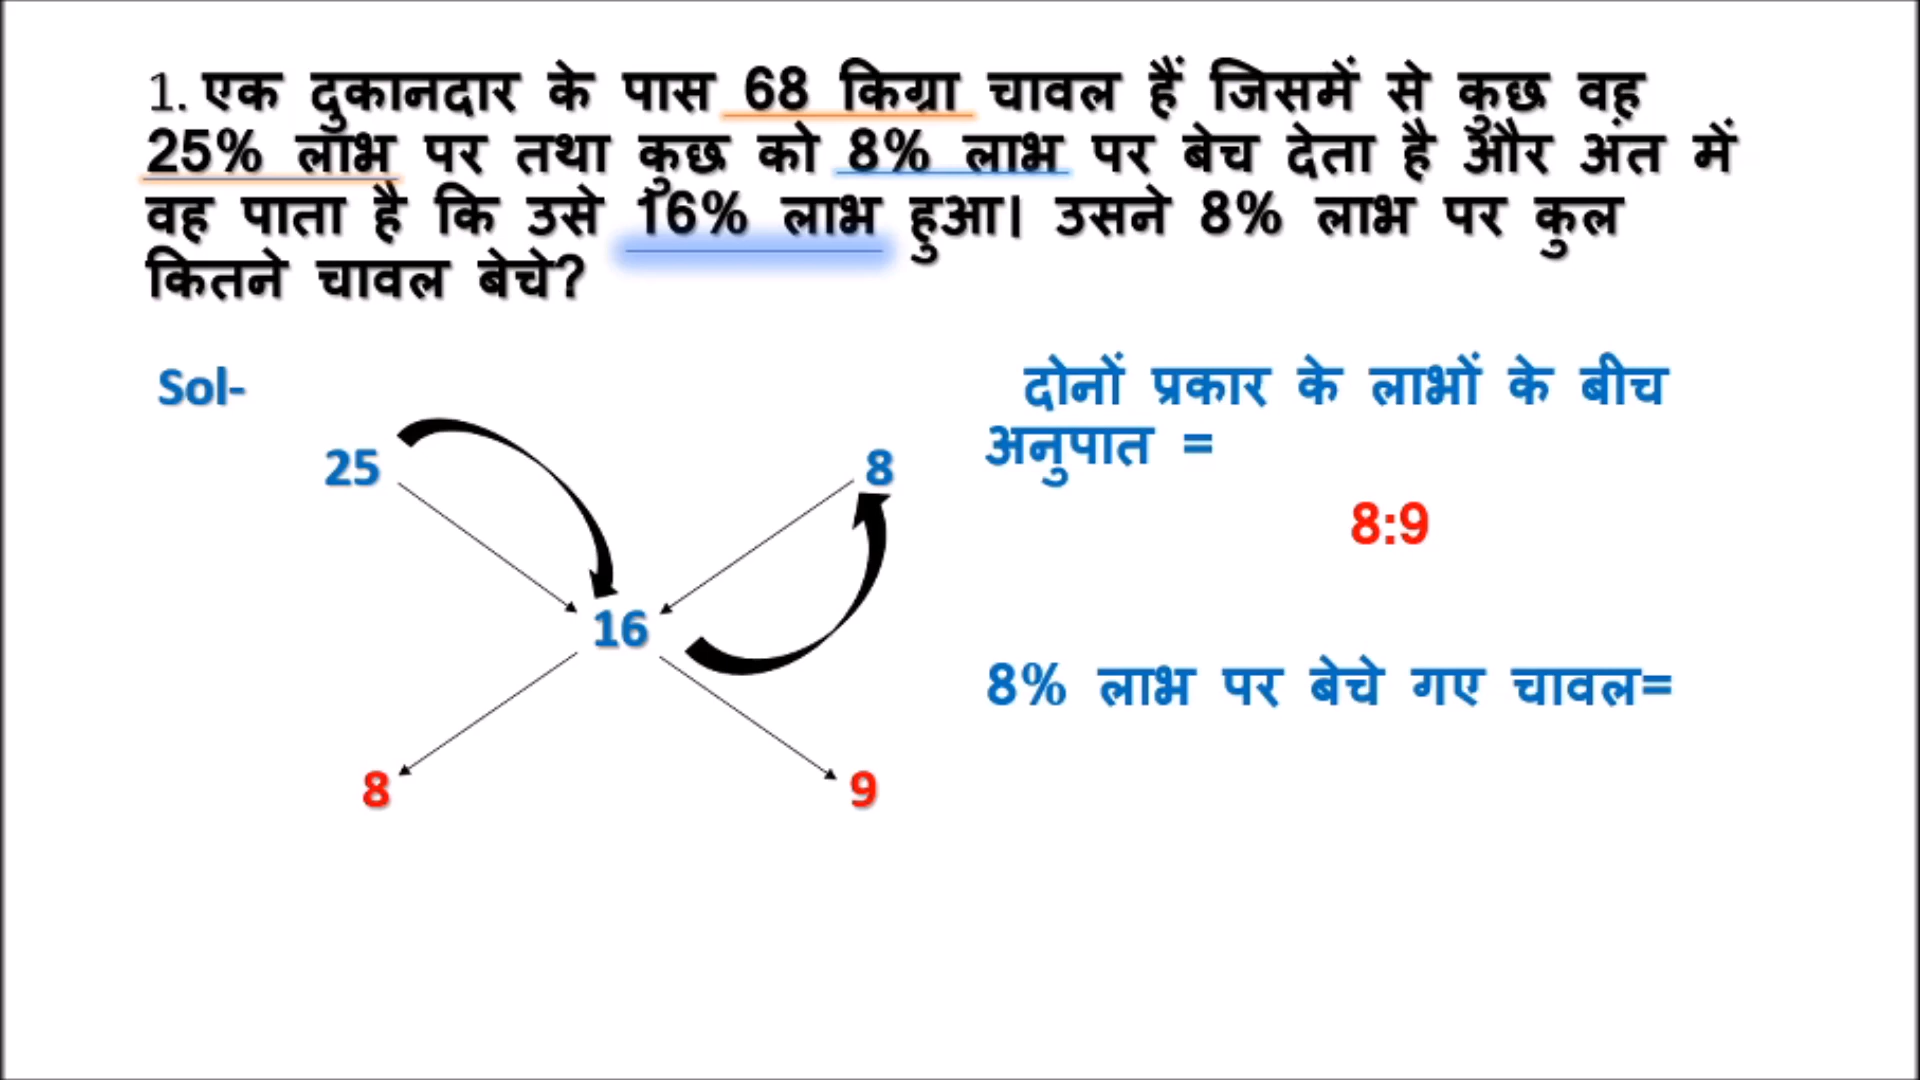 1. एक दुकानदार के पास 68 किग्रा चावल हैं जिसमें से कुछ वह
25% लाभ पर तथा कुछ को 8% लाभ पर बेच देता है और अंत में
वह पाता है कि उसे 16% लाभ हुआ। उसने 8% लाभ पर कुल
कितने चावल बेचे?
Sol-
25 8
16
8 9
दोनों प्रकार के लाभों के बीच
अनुपात =
8:9
8% लाभ पर बेचे गए चावल=